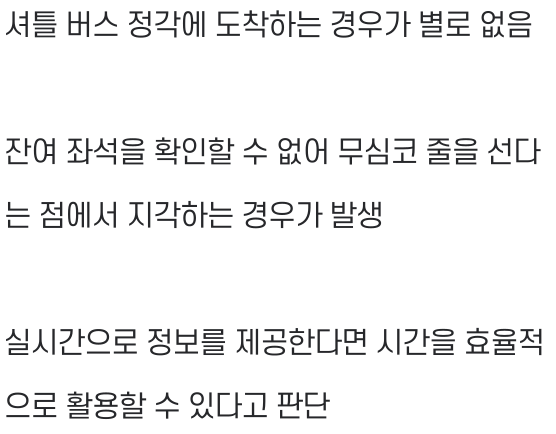 셔틀 버스 정각에 도착하는 경우가 별로 없음
잔여 좌석을 확인할 수 없어 무심코 줄을 선다
는 점에서 지각하는 경우가 발생
실시간으로 정보를 제공한다면 시간을 효율적
으로 활용할 수 있다고 판단